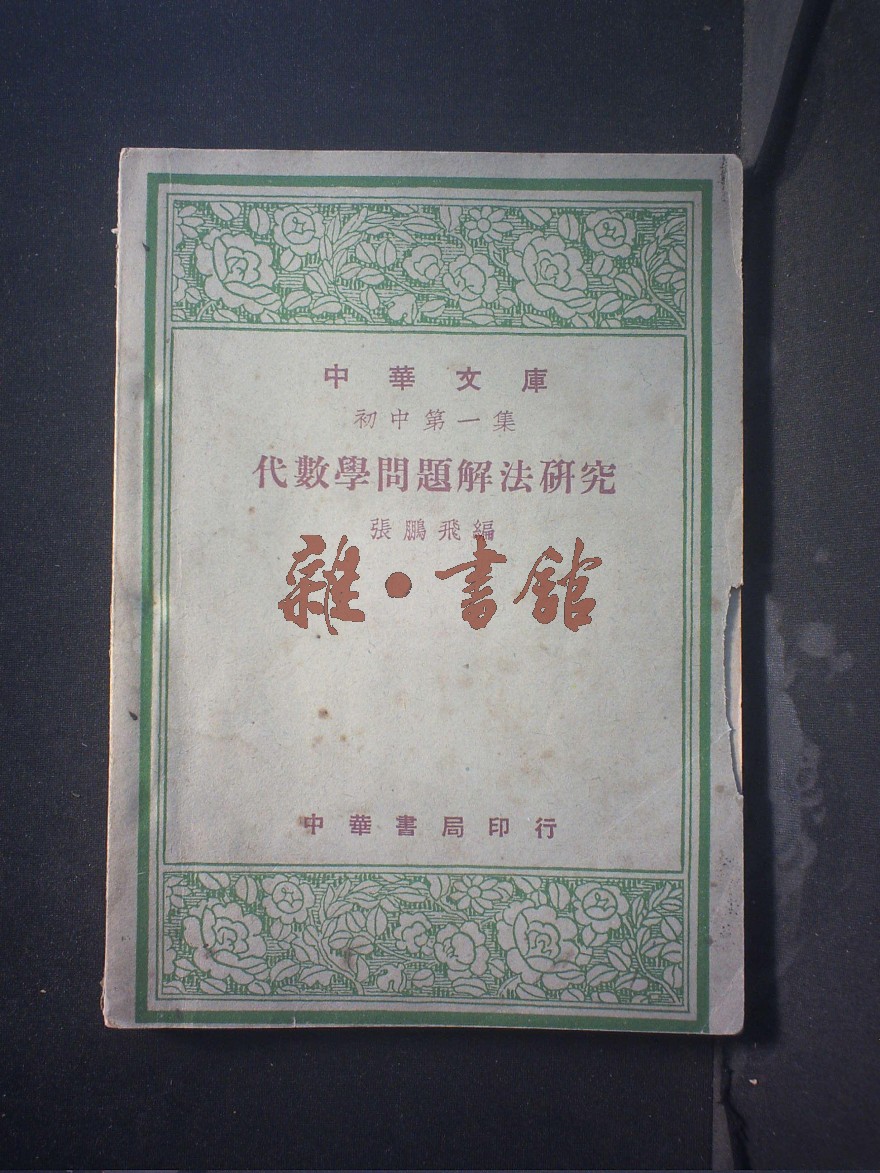 中華文庫
初中第一集
代數學問題解法研究
張鵬飛編
雜·書館
中華書局印行